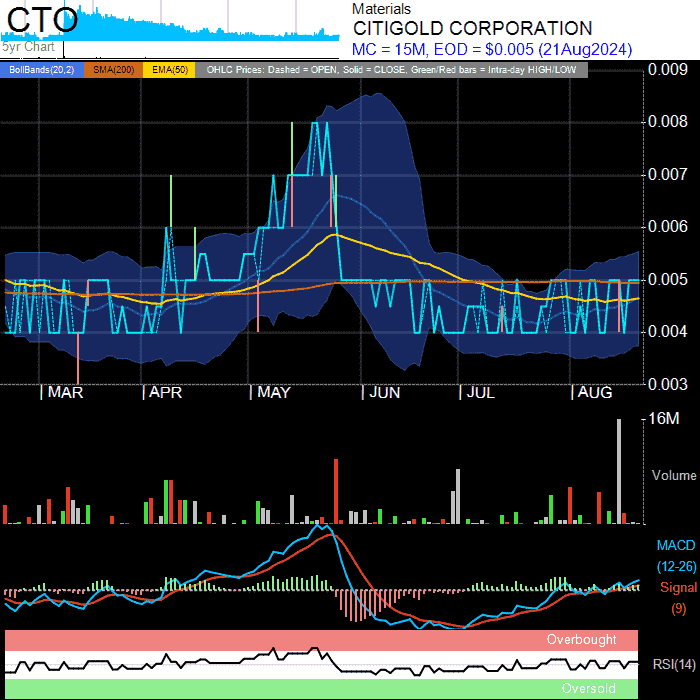 CTO
5yr Chart
Materials
CITIGOLD CORPORATION
MC = 15M, EOD = $0.005 (21Aug2024)
BollBands(20,2) SMA(200) EMA(50) OHLC Prices: Dashed = OPEN, Solid = CLOSE, Green/Red bars = Intra-day HIGH/LOW
0.009
0.008
0.007
0.006
0.005
0.004
0.003
MAR APR MAY JUN JUL AUG
16M
Volume
MACD
(12-26)
Signal
(9)
Overbought
RSI(14)
Oversold